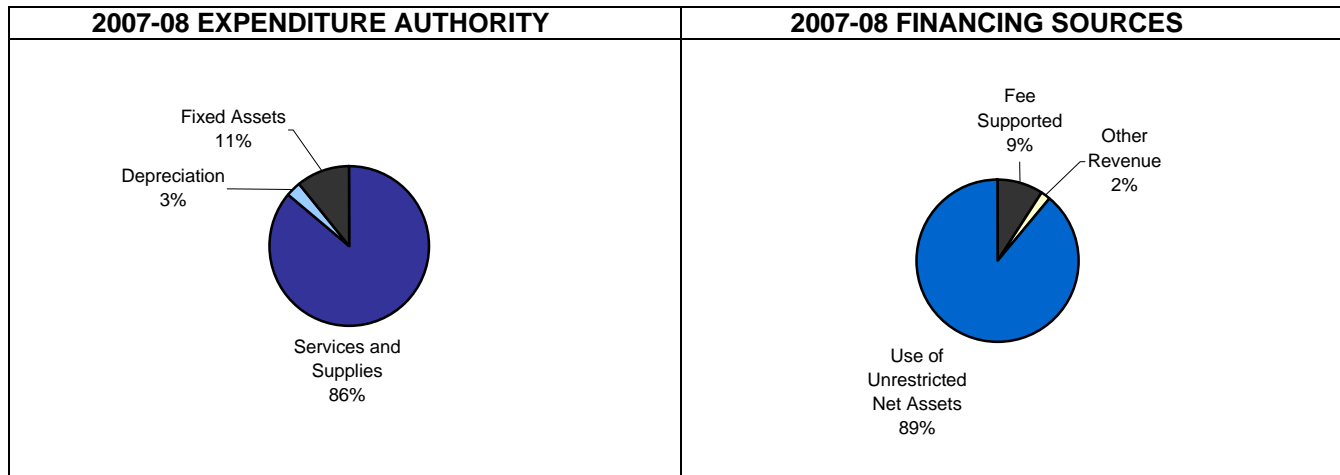 2007-08 EXPENDITURE AUTHORITY
2007-08 FINANCING SOURCES
Fixed Assets
11%
Depreciation
3%
Services and
Supplies
86%
Fee
Supported
9%
Other
Revenue
2%
Use of
Unrestricted
Net Assets
89%